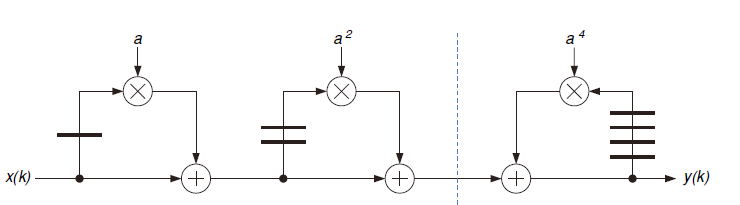 a a² a⁴
x(k) y(k)